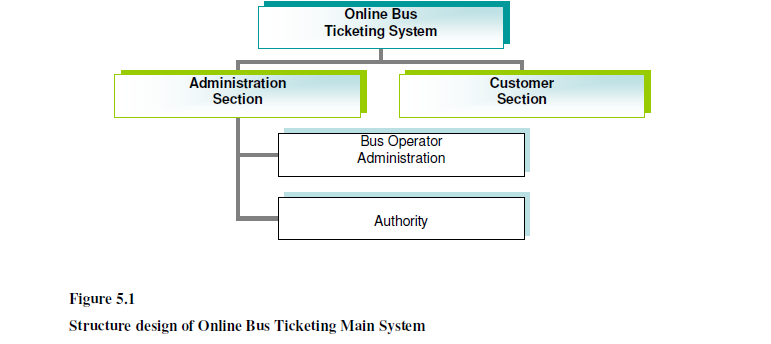 Online Bus
Ticketing System
Administration
Section
Customer
Section
Bus Operator
Administration
Authority
Figure 5.1
Structure design of Online Bus Ticketing Main System